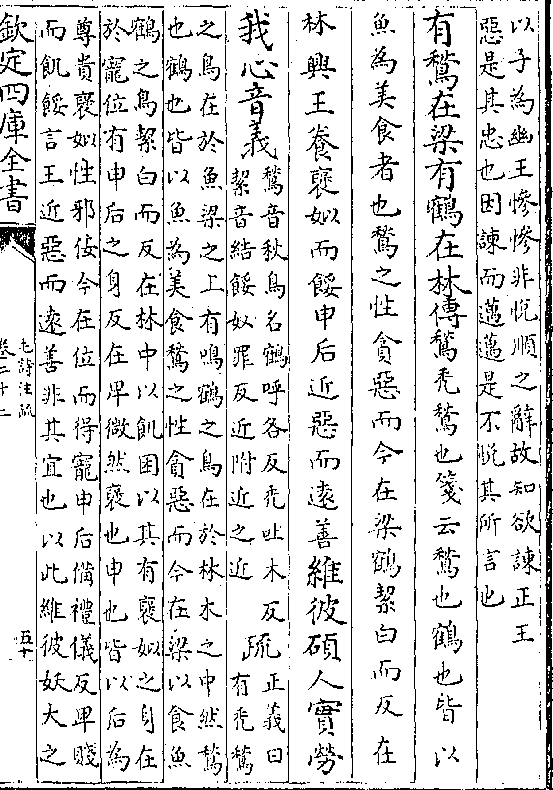 以子為幽王慘慘非悦順之辭故知欲諫正王
惡是其忠也因諫而邁邁是不脱其所言也
有鶖在梁有鶴在林傳鶖秃鶖也箋云鶖也鶴也皆以
魚為美食者也鶖之性貪惡而今在梁鶴絜白而反在
林興王養褒姒而餒申后近惡而逺善維彼碩人實勞
我心音義
鶖音秋鳥名鶴呼各反秃吐木反
絜音結餒奴罪反近附近之近
疏
正義曰
有秃鶖
之鳥在於魚梁之上有鳴鶴之鳥在於林木之中然鶖
也鶴也皆以魚為美食鶖之性貪惡而今在梁以食魚
鶴之鳥絜白而反在林中以飢困以其有褒姒之身在
於寵位有申后之身反在卑微然褒也申也皆以后為
尊貴褒姒性邪佞今在位而得寵申后備禮儀反卑賤
而飢餒言王近惡而逺善非其宜也以此維彼妖大之
欽定四庫全書
毛詩注疏
卷二十二
五十